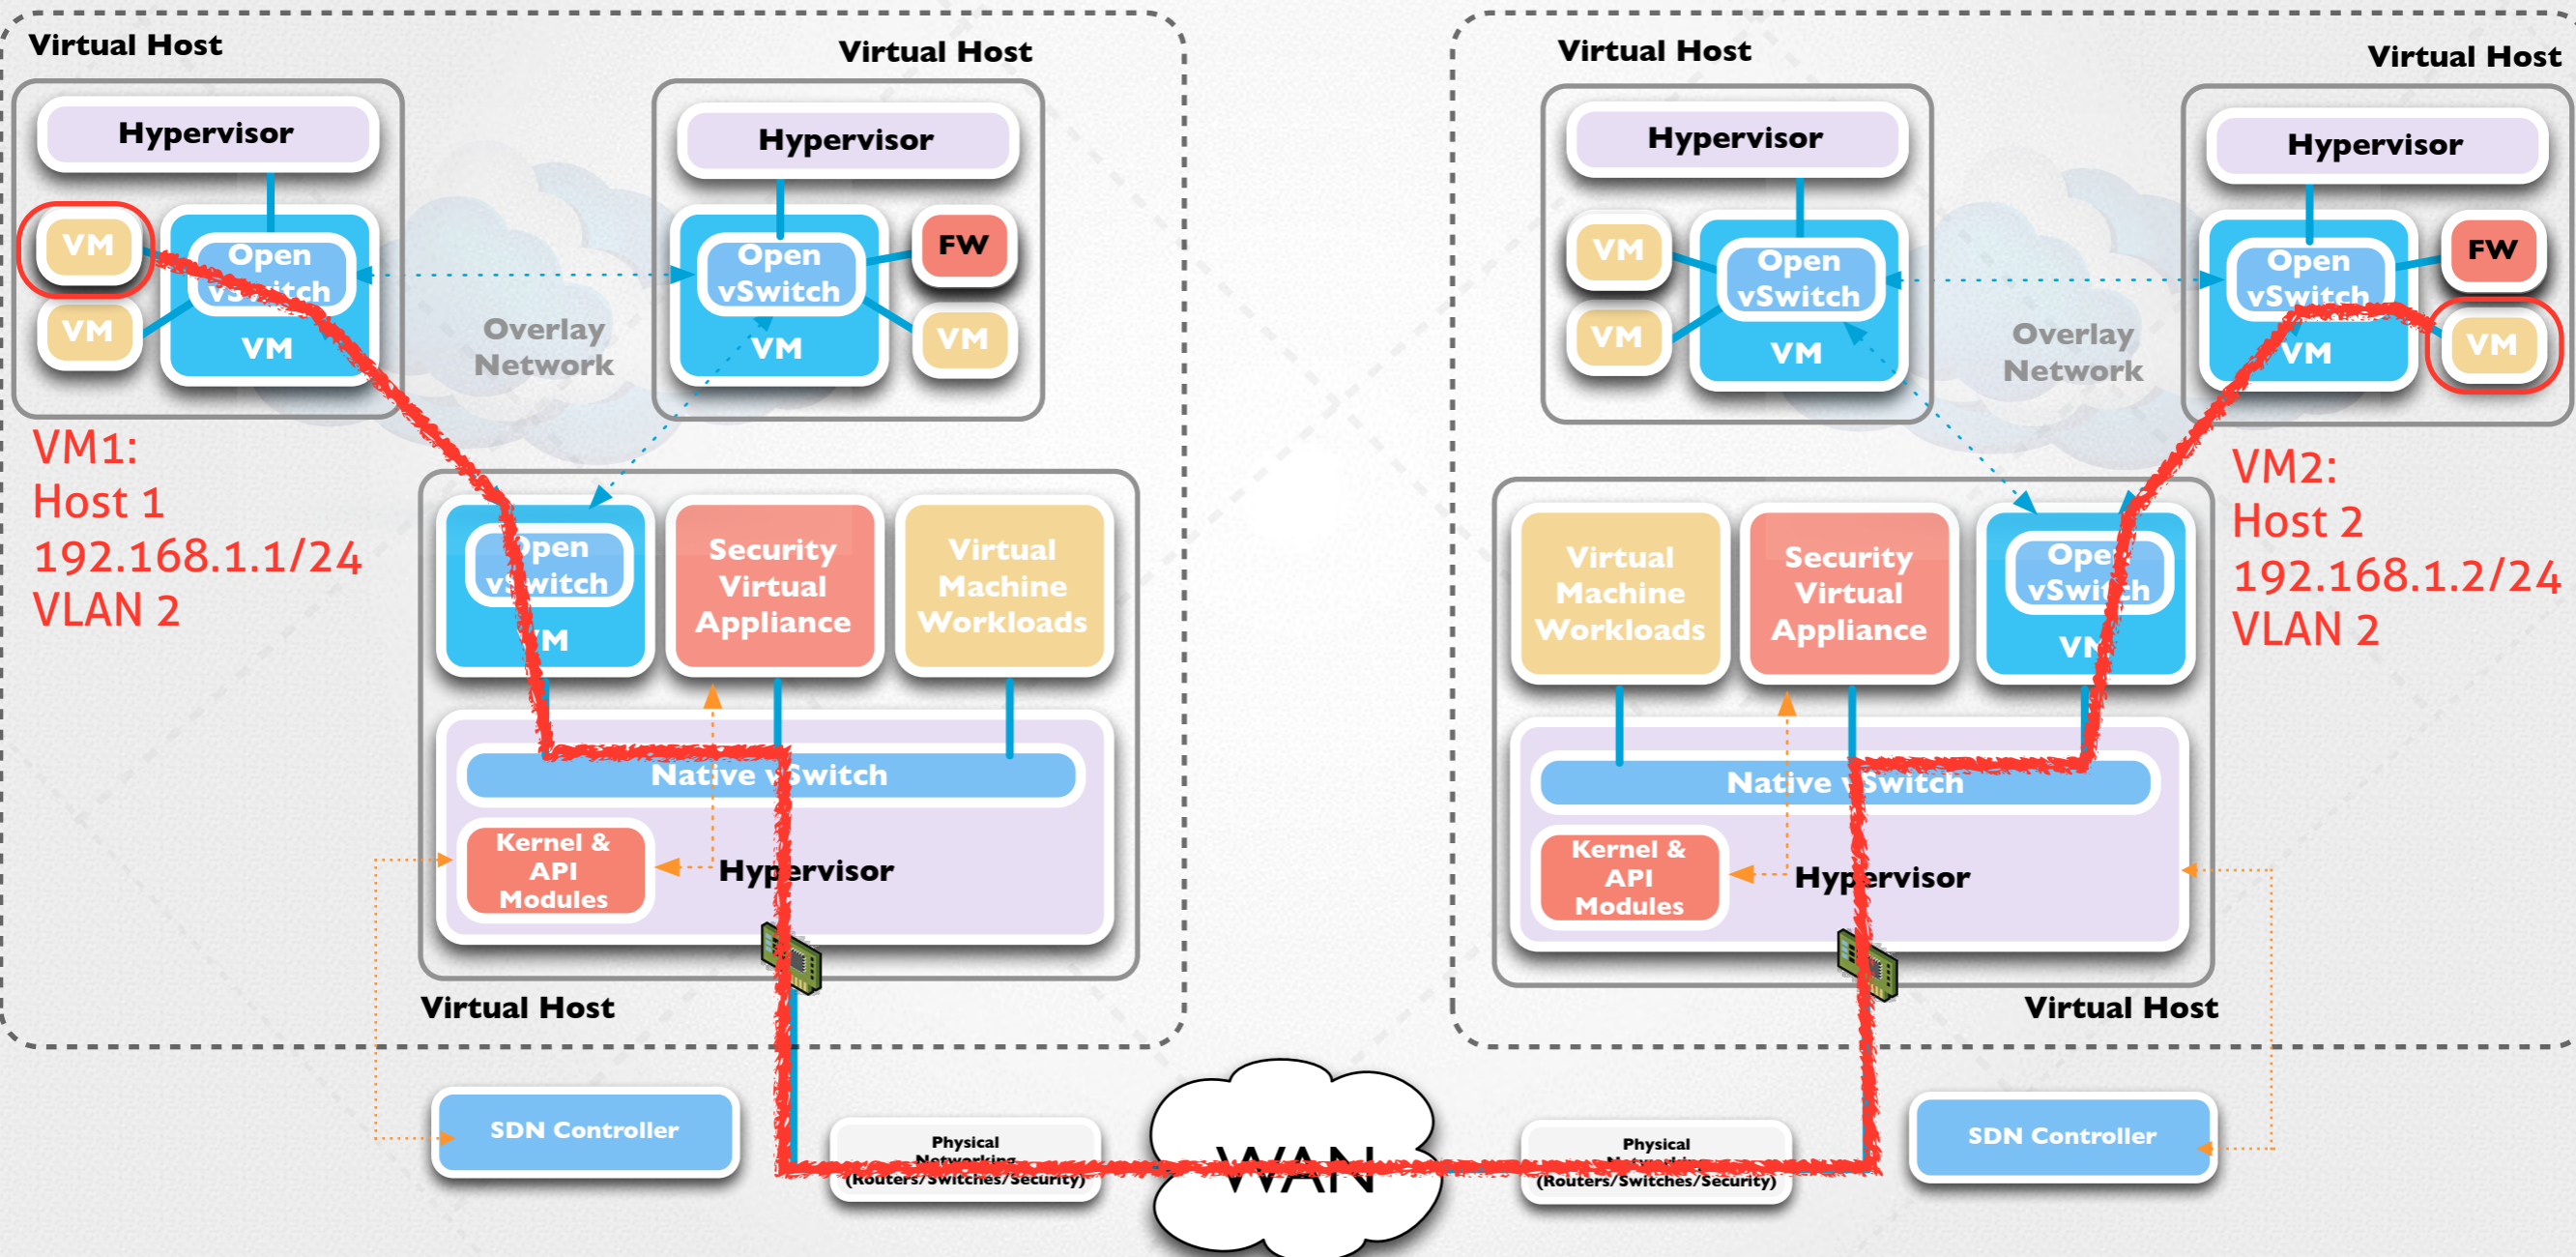 Virtual Host
Virtual Host
Hypervisor
Hypervisor
VM
Open
vSwitch
VM
VM
Open
vSwitch
VM
FW
VM
Overlay
Network
VM1:
Host 1
192.168.1.1/24
VLAN 2
Open
vSwitch
VM
Security
Virtual
Appliance
Virtual
Machine
Workloads
Native vSwitch
Kernel &
API
Modules
Hypervisor
Virtual Host
SDN Controller
Physical
Networking
(Routers/Switches/Security)
WAN
Virtual Host
Virtual Host
Hypervisor
Hypervisor
VM
VM
Open
vSwitch
VM
Overlay
Network
Open
vSwitch
VM
FW
VM
VM2:
Host 2
192.168.1.2/24
VLAN 2
Virtual
Machine
Workloads
Security
Virtual
Appliance
Open
vSwitch
VM
Native vSwitch
Kernel &
API
Modules
Hypervisor
Virtual Host
Physical
Networking
(Routers/Switches/Security)
SDN Controller